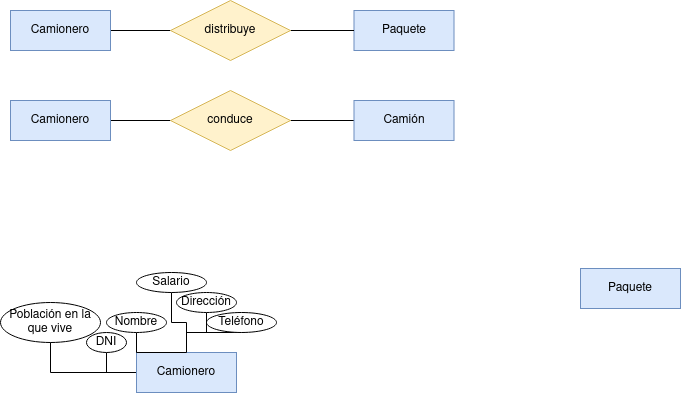 Camionero
distribuye
Paquete
Camionero
conduce
Camión
Salario
Paquete
Dirección
Población en la
que vive
Nombre
Teléfono
DNI
Camionero